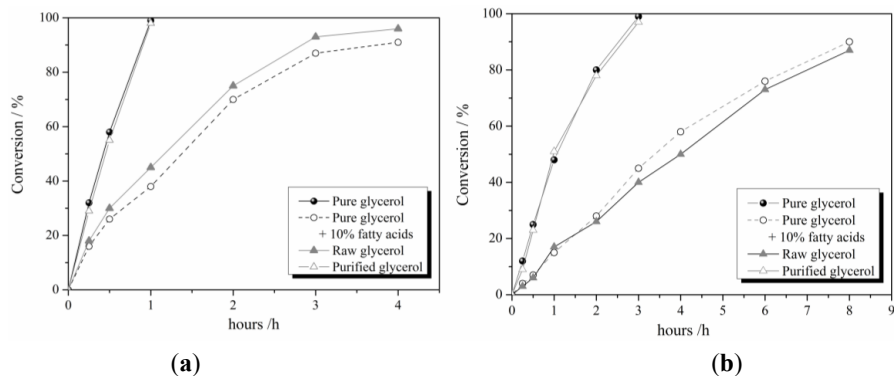 100
80
60
40
20
0
Conversion / %
0
1
2
3
4
hours /h
Pure glycerol
Pure glycerol
+ 10% fatty acids
Raw glycerol
Purified glycerol
(a)
100
80
60
40
20
0
Conversion / %
0
1
2
3
4
5
6
7
8
9
hours /h
Pure glycerol
Pure glycerol
+ 10% fatty acids
Raw glycerol
Purified glycerol
(b)